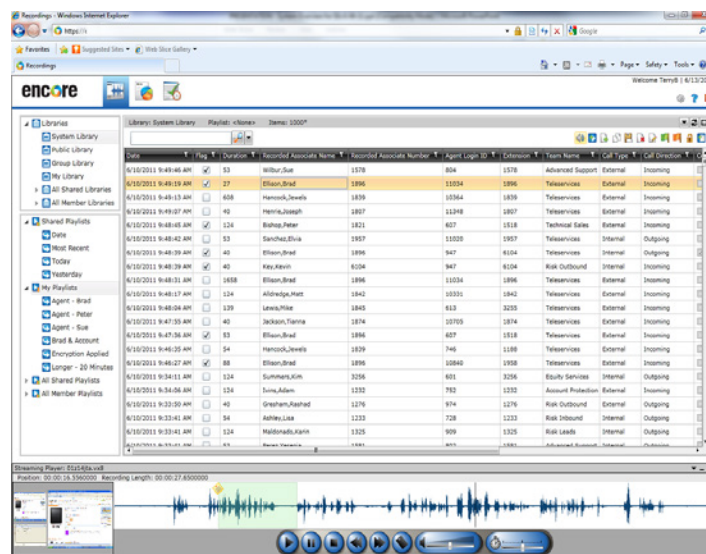 Recordings - Windows Internet Explorer
https://
Google
Favorites Suggested Sites Web Slice Gallery
Recordings
Page Safety Tools
Welcome TerryB | 6/13/20
encore
Libraries
System Library
Public Library
Group Library
My Library
All Shared Libraries
All Member Libraries
Shared Playlists
Date
Most Recent
Today
Yesterday
My Playlists
Agent - Brad
Agent - Peter
Agent - Sue
Brad & Account
Encryption Applied
Longer - 20 Minutes
All Shared Playlists
All Member Playlists
Library: System Library Playlist: <None> Items: 1000*
Date Flag Duration Recorded Associate Name Recorded Associate Number Agent Login ID Extension Team Name Call Type Call Direction
6/10/2011 9:49:46 AM 53 Wilbur,Sue 1578 804 1578 Advanced Support External Incoming
6/10/2011 9:49:19 AM 27 Ellison,Brad 1896 11034 1896 Teleservices External Incoming
6/10/2011 9:49:13 AM 608 Hancock,Jewels 1839 10364 1839 Teleservices External Incoming
6/10/2011 9:49:07 AM 40 Henrie,Joseph 1807 11348 1807 Teleservices External Incoming
6/10/2011 9:48:45 AM 124 Bishop,Peter 1821 607 1518 Technical Sales External Incoming
6/10/2011 9:48:42 AM 53 Sanchez,Elvia 1957 11020 1957 Teleservices Internal Outgoing
6/10/2011 9:48:39 AM 40 Ellison,Brad 1896 947 6104 Teleservices Internal Outgoing
6/10/2011 9:48:39 AM 40 Key,Kevin 6104 947 6104 Risk Outbound Internal Incoming
6/10/2011 9:48:31 AM 1658 Ellison,Brad 1896 11034 1896 Teleservices External Incoming
6/10/2011 9:48:17 AM 124 Alldredge,Matt 1842 10331 1842 Teleservices External Incoming
6/10/2011 9:48:04 AM 139 Lewis,Mike 1845 613 3255 Teleservices External Incoming
6/10/2011 9:47:55 AM 40 Jackson,Tianna 1874 10705 1874 Teleservices External Incoming
6/10/2011 9:47:36 AM 53 Ellison,Brad 1896 607 1518 Teleservices External Incoming
6/10/2011 9:46:35 AM 54 Hancock,Jewels 1839 746 1188 Teleservices External Incoming
6/10/2011 9:46:27 AM 88 Ellison,Brad 1896 10840 1958 Teleservices External Incoming
6/10/2011 9:34:11 AM 124 Summers,Kim 3256 601 3256 Equity Services Internal Outgoing
6/10/2011 9:34:06 AM 124 Ivins,Adam 1232 793 1232 Account Protection External Incoming
6/10/2011 9:33:50 AM 40 Gresham,Rashad 1276 974 1276 Risk Outbound External Outgoing
6/10/2011 9:33:41 AM 54 Ashley,Lisa 1233 728 1233 Risk Inbound Internal Outgoing
6/10/2011 9:33:41 AM 124 Maldonado,Karin 1325 909 1325 Risk Leads Internal Outgoing
Streaming Player:
Position: 00:00:16.3560000 Recording Length: 00:00:27.6500000